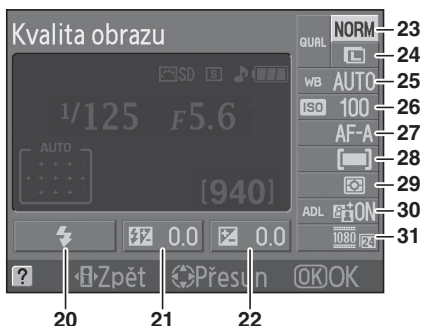 Kvalita obrazu
QUAL NORM 23
L 24
SD S
WB AUTO 25
1/125 F5.6
ISO 100 26
AF-A 27
AUTO
28
29
[940]
ADL ON 30
0.0 0.0
1080 24 31
? i Zpět Přesun OK OK
20 21 22